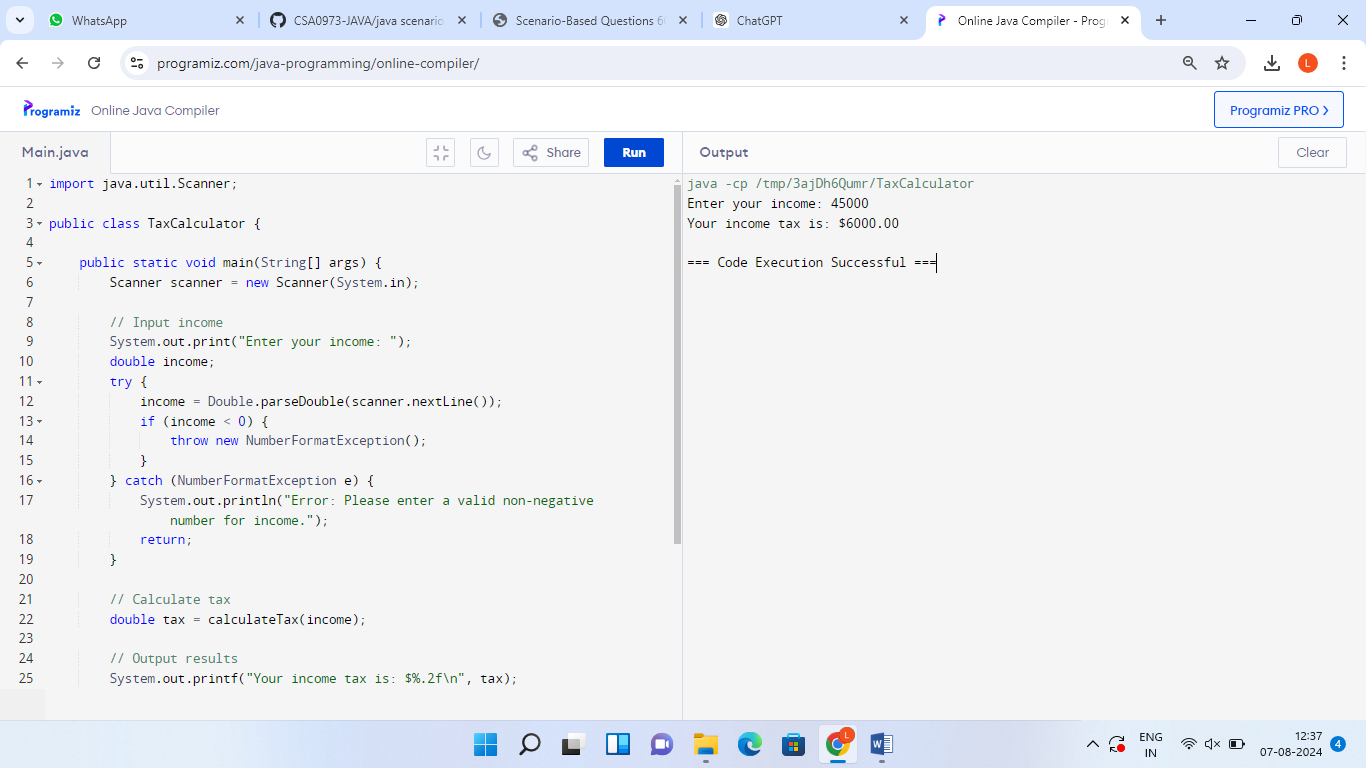 WhatsApp
CSA0973-JAVA/java scenario
Scenario-Based Questions 6
ChatGPT
Online Java Compiler - Prog
programiz.com/java-programming/online-compiler/
L
Programiz Online Java Compiler
Programiz PRO >
Main.java
Share
Run
Output
Clear
1 import java.util.Scanner;
2
3 public class TaxCalculator {
4
5 public static void main(String[] args) {
6 Scanner scanner = new Scanner(System.in);
7
8 // Input income
9 System.out.print("Enter your income: ");
10 double income;
11 try {
12 income = Double.parseDouble(scanner.nextLine());
13 if (income < 0) {
14 throw new NumberFormatException();
15 }
16 } catch (NumberFormatException e) {
17 System.out.println("Error: Please enter a valid non-negative
number for income.");
18 return;
19 }
20
21 // Calculate tax
22 double tax = calculateTax(income);
23
24 // Output results
25 System.out.printf("Your income tax is: $%.2f\n", tax);
java -cp /tmp/3ajDh6Qumr/TaxCalculator
Enter your income: 45000
Your income tax is: $6000.00
=== Code Execution Successful ===
L
ENG
IN
12:37
07-08-2024
4